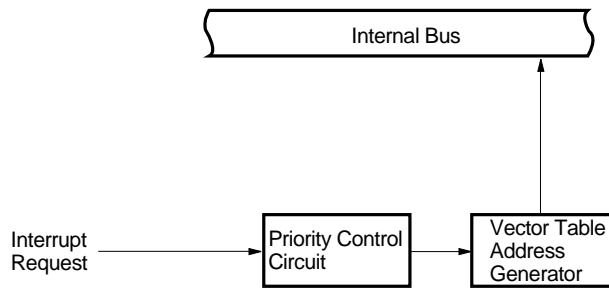 Internal Bus
Interrupt
Request
Priority Control
Circuit
Vector Table
Address
Generator